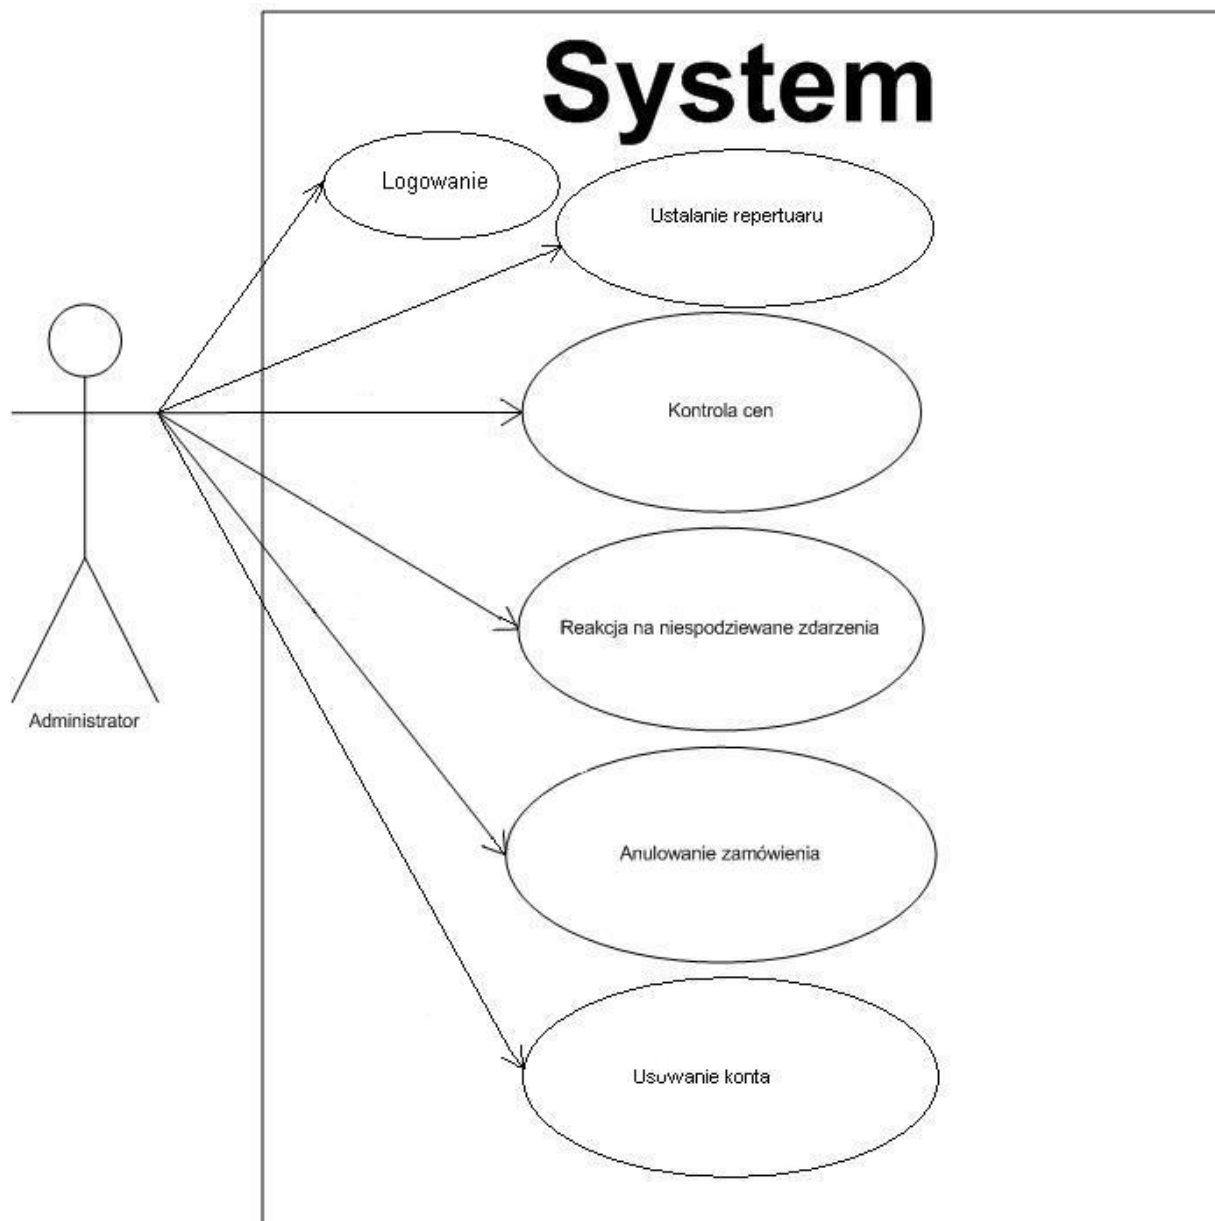 System
Logowanie
Ustalanie repertuaru
Kontrola cen
Reakcja na niespodziewane zdarzenia
Administrator
Anulowanie zamówienia
Usuwanie konta